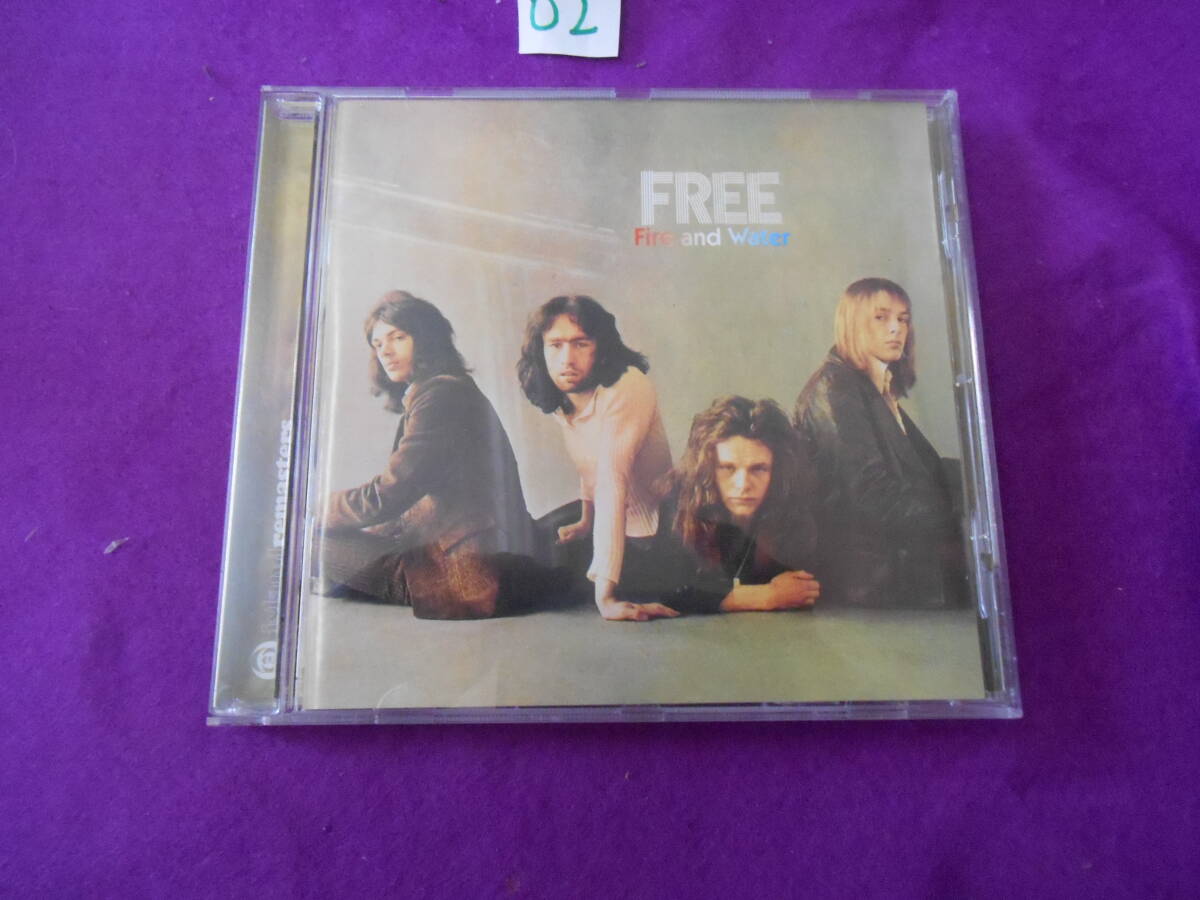 02
FREE
Fire and Water
remasters